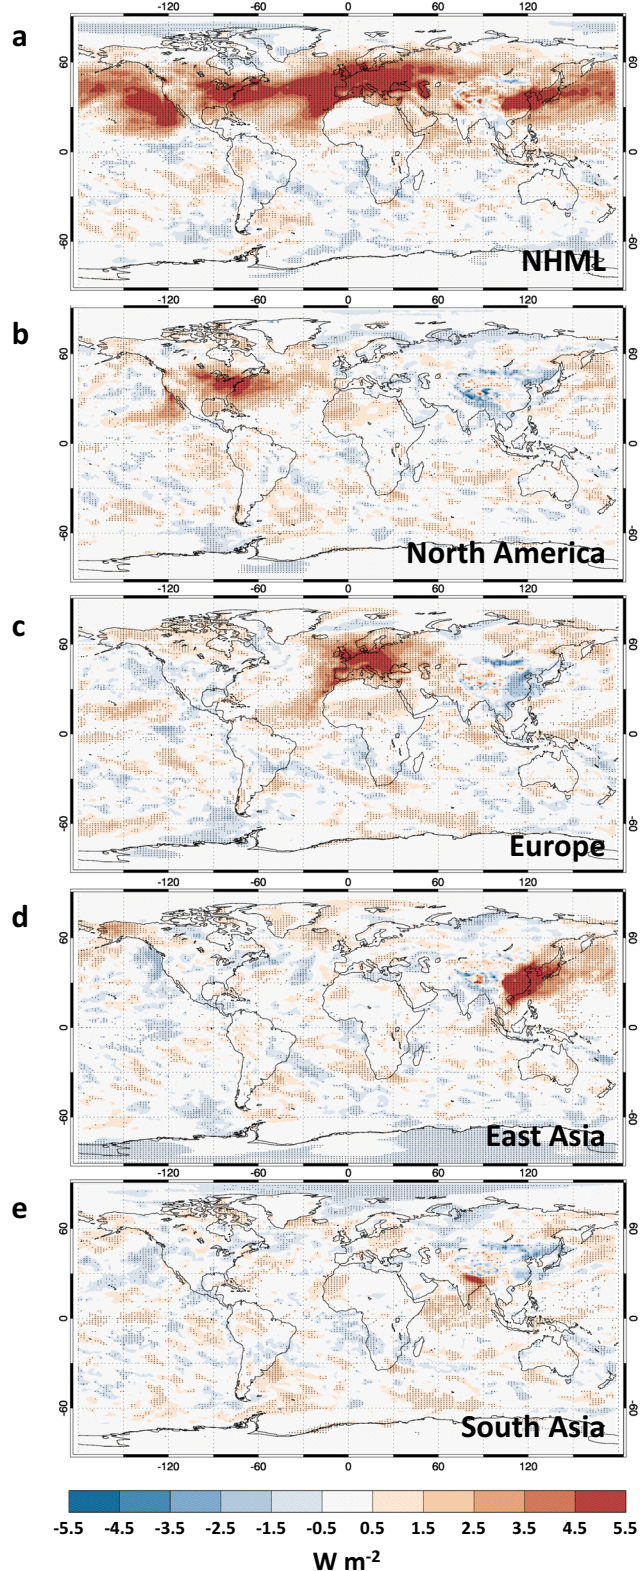 a
60 60
0 0
-60 -60
NHML
-120 -60 0 60 120
b
60 60
0 0
-60 -60
North America
-120 -60 0 60 120
c
60 60
0 0
-60 -60
Europe
-120 -60 0 60 120
d
60 60
0 0
-60 -60
East Asia
-120 -60 0 60 120
e
60 60
0 0
-60 -60
South Asia
-120 -60 0 60 120
-5.5 -4.5 -3.5 -2.5 -1.5 -0.5 0.5 1.5 2.5 3.5 4.5 5.5
W m⁻²